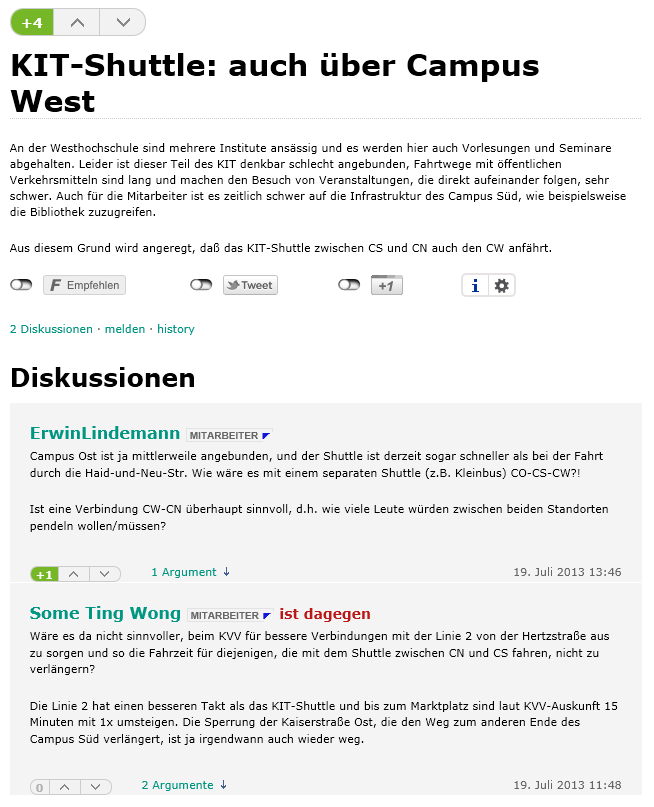 +4
KIT-Shuttle: auch über Campus
West
An der Westhochschule sind mehrere Institute ansässig und es werden hier auch Vorlesungen und Seminare
abgehalten. Leider ist dieser Teil des KIT denkbar schlecht angebunden, Fahrtwege mit öffentlichen
Verkehrsmitteln sind lang und machen den Besuch von Veranstaltungen, die direkt aufeinander folgen, sehr
schwer. Auch für die Mitarbeiter ist es zeitlich schwer auf die Infrastruktur des Campus Süd, wie beispielsweise
die Bibliothek zuzugreifen.
Aus diesem Grund wird angeregt, daß das KIT-Shuttle zwischen CS und CN auch den CW anfährt.
F Empfehlen Tweet +1 i
2 Diskussionen · melden · history
Diskussionen
ErwinLindemann MITARBEITER
Campus Ost ist ja mittlerweile angebunden, und der Shuttle ist derzeit sogar schneller als bei der Fahrt
durch die Haid-und-Neu-Str. Wie wäre es mit einem separaten Shuttle (z.B. Kleinbus) CO-CS-CW?!
Ist eine Verbindung CW-CN überhaupt sinnvoll, d.h. wie viele Leute würden zwischen beiden Standorten
pendeln wollen/müssen?
+1 1 Argument ↓ 19. Juli 2013 13:46
Some Ting Wong MITARBEITER ist dagegen
Wäre es da nicht sinnvoller, beim KVV für bessere Verbindungen mit der Linie 2 von der Hertzstraße aus
zu sorgen und so die Fahrzeit für diejenigen, die mit dem Shuttle zwischen CN und CS fahren, nicht zu
verlängern?
Die Linie 2 hat einen besseren Takt als das KIT-Shuttle und bis zum Marktplatz sind laut KVV-Auskunft 15
Minuten mit 1x umsteigen. Die Sperrung der Kaiserstraße Ost, die den Weg zum anderen Ende des
Campus Süd verlängert, ist ja irgendwann auch wieder weg.
0 2 Argumente ↓ 19. Juli 2013 11:48